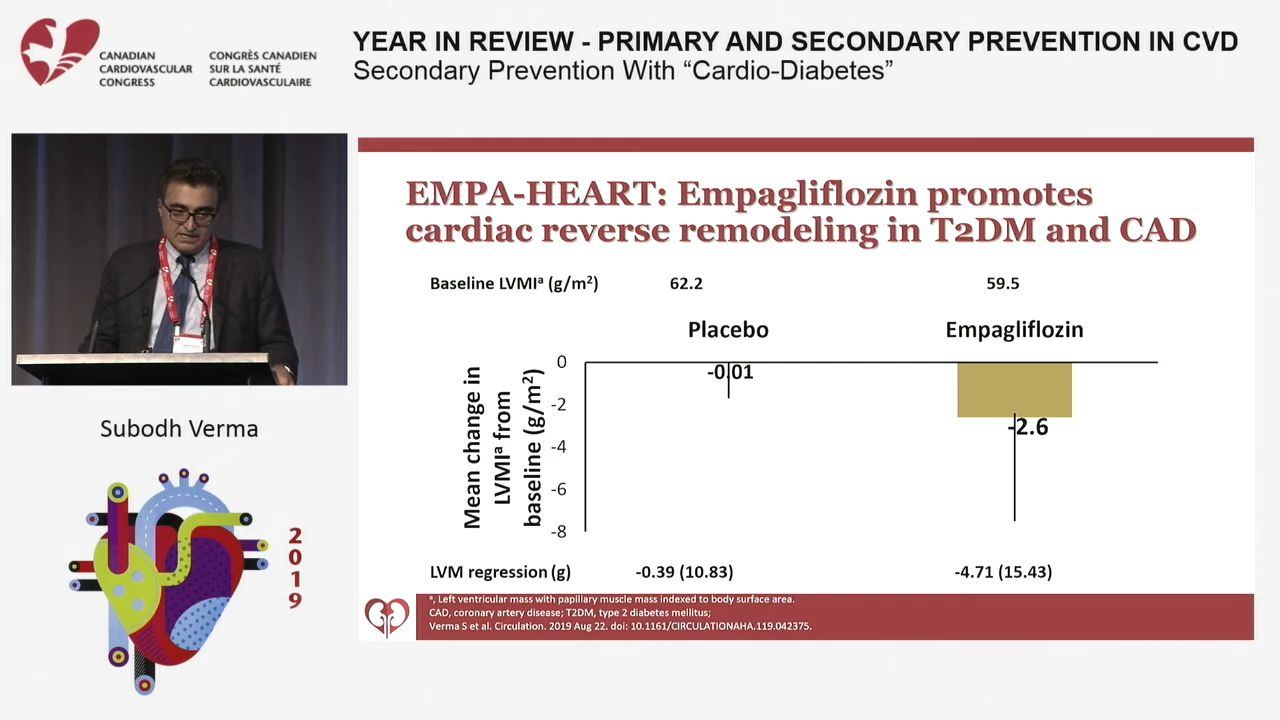 CANADIAN
CARDIOVASCULAR
CONGRESS
CONGRÈS CANADIEN
SUR LA SANTÉ
CARDIOVASCULAIRE
YEAR IN REVIEW - PRIMARY AND SECONDARY PREVENTION IN CVD
Secondary Prevention With “Cardio-Diabetes”
EMPA-HEART: Empagliflozin promotes
cardiac reverse remodeling in T2DM and CAD
Baseline LVMIᵃ (g/m²) 62.2 59.5
Placebo Empagliflozin
Mean change in
LVMIᵃ from
baseline (g/m²)
0
-2
-4
-6
-8
-0.01
-2.6
LVM regression (g) -0.39 (10.83) -4.71 (15.43)
ᵃ, Left ventricular mass with papillary muscle mass indexed to body surface area.
CAD, coronary artery disease; T2DM, type 2 diabetes mellitus;
Verma S et al. Circulation. 2019 Aug 22. doi: 10.1161/CIRCULATIONAHA.119.042375.
Subodh Verma
2019